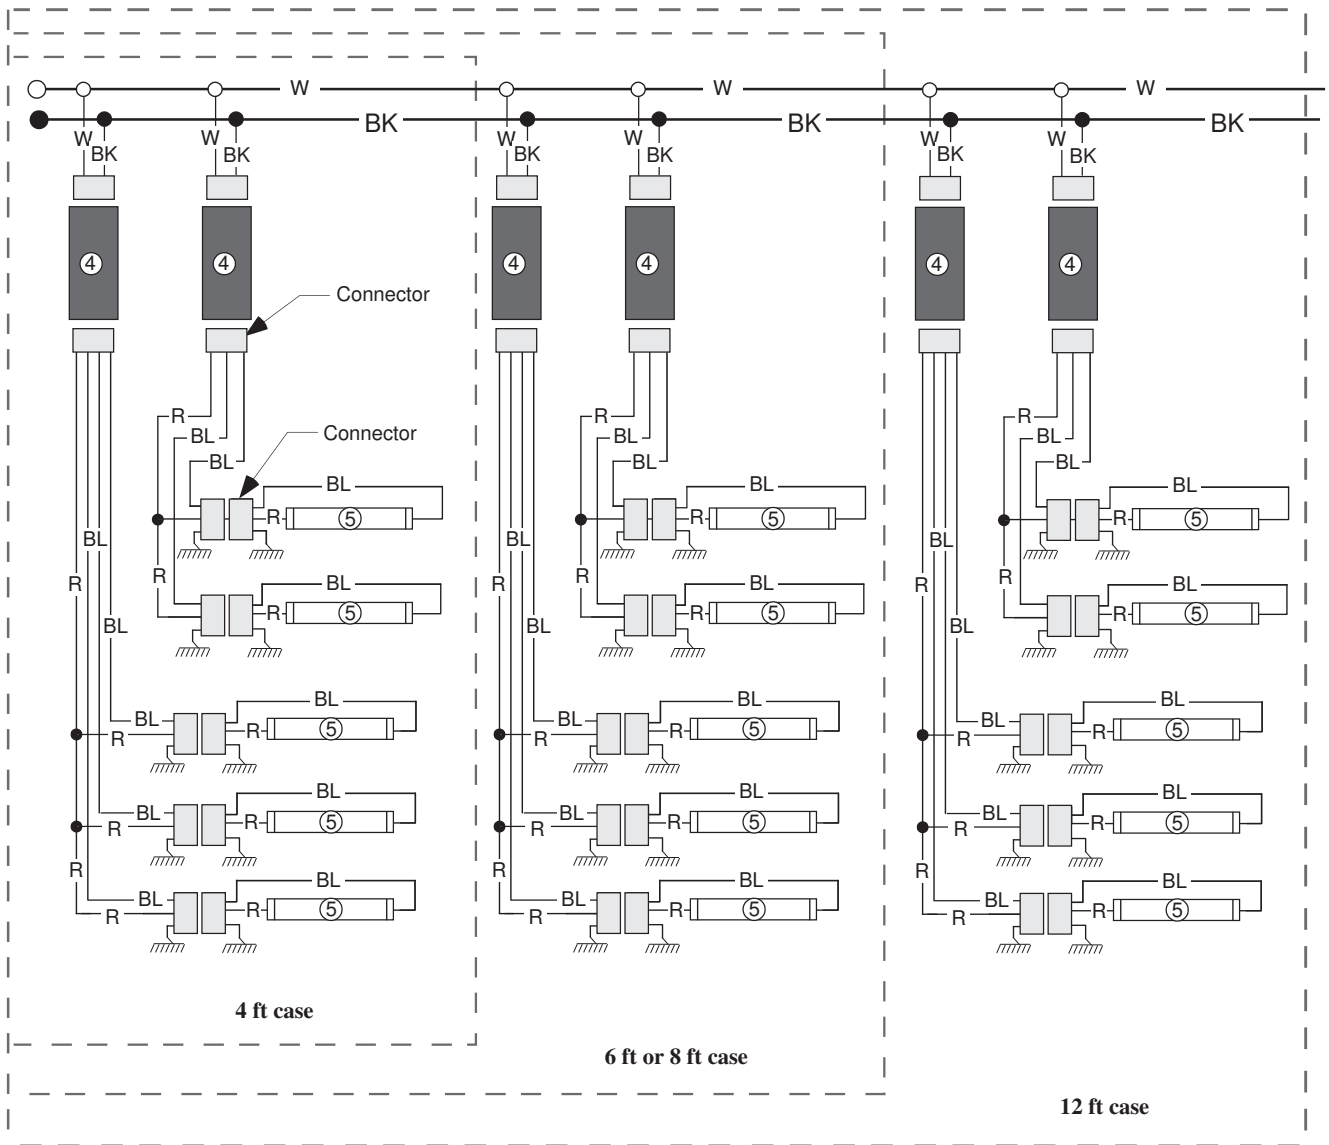 W W W
BK BK BK
W W W W W W
BK BK BK BK BK BK
4 4 4 4 4 4
Connector
R R R
BL BL BL
Connector
BL BL BL
BL BL BL
R 5 R 5 R 5
BL BL BL
R R BL R R BL R R BL
R 5 R 5 R 5
BL BL BL
BL BL BL
BL BL BL
R R 5 R R 5 R R 5
BL BL BL
BL BL BL
R R 5 R R 5 R R 5
R R R
BL BL BL
BL BL BL
R R 5 R R 5 R R 5
4 ft case
6 ft or 8 ft case
12 ft case